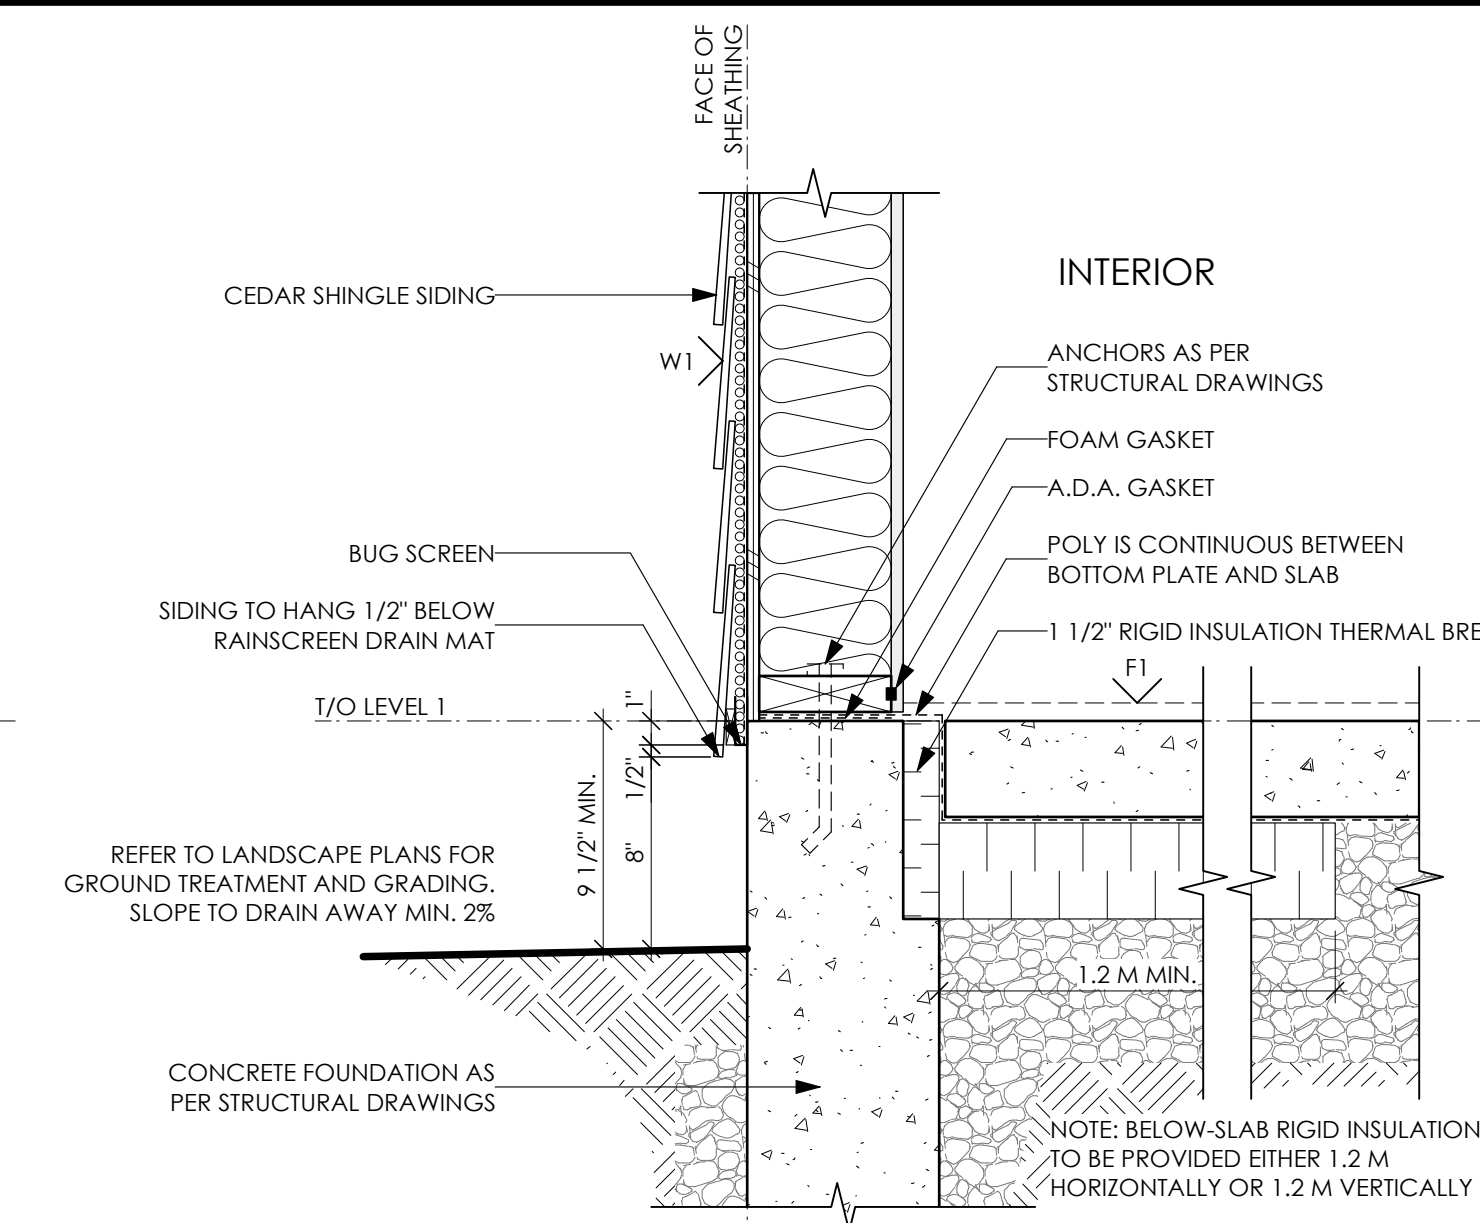 FACE OF
SHEATHING
CEDAR SHINGLE SIDING
W1
INTERIOR
ANCHORS AS PER
STRUCTURAL DRAWINGS
FOAM GASKET
A.D.A. GASKET
POLY IS CONTINUOUS BETWEEN
BOTTOM PLATE AND SLAB
1 1/2" RIGID INSULATION THERMAL BRE
F1
BUG SCREEN
SIDING TO HANG 1/2" BELOW
RAINSCREEN DRAIN MAT
T/O LEVEL 1
1"
1/2"
8"
9 1/2" MIN.
REFER TO LANDSCAPE PLANS FOR
GROUND TREATMENT AND GRADING.
SLOPE TO DRAIN AWAY MIN. 2%
1.2 M MIN.
CONCRETE FOUNDATION AS
PER STRUCTURAL DRAWINGS
NOTE: BELOW-SLAB RIGID INSULATION
TO BE PROVIDED EITHER 1.2 M
HORIZONTALLY OR 1.2 M VERTICALLY